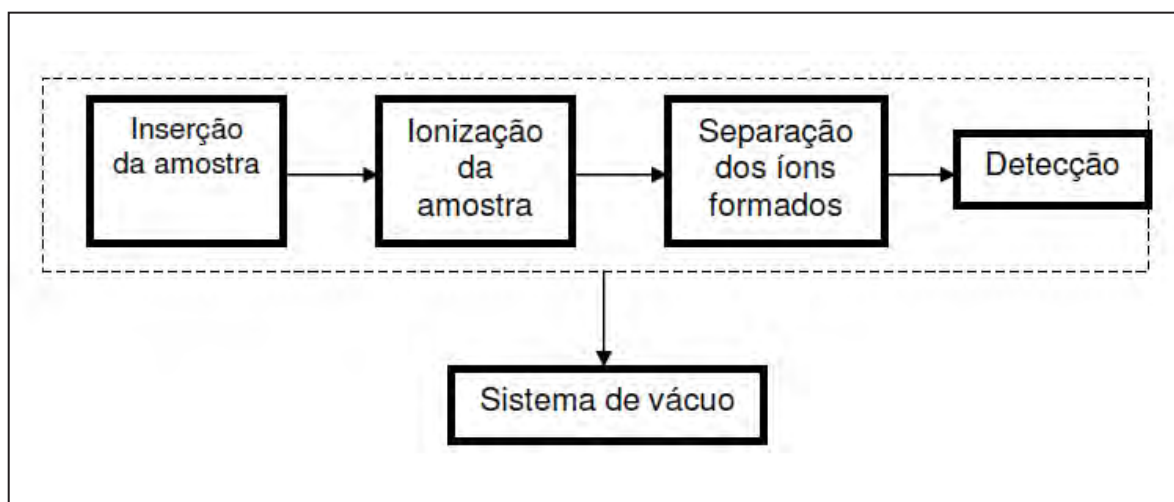 Inserção
da amostra
Ionização
da
amostra
Separação
dos íons
formados
Detecção
Sistema de vácuo